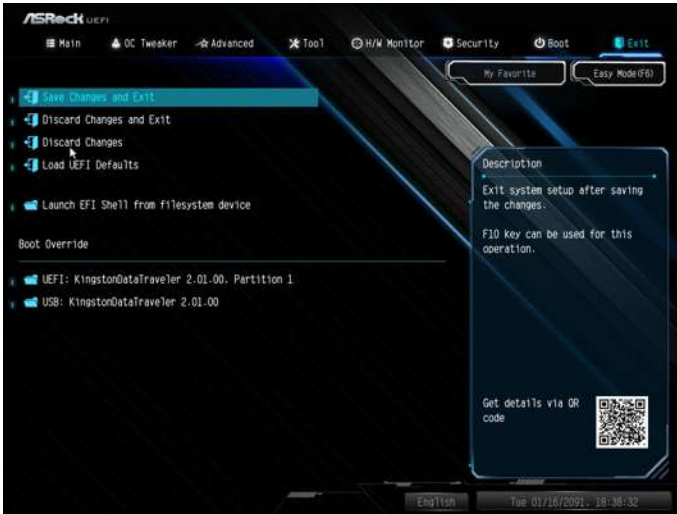 ASRock UEFI
Main OC Tweaker Advanced Tool H/W Monitor Security Boot Exit
My Favorite Easy Mode(F6)
Save Changes and Exit
Discard Changes and Exit
Discard Changes
Load UEFI Defaults
Launch EFI Shell from filesystem device
Boot Override
UEFI: KingstonDataTraveler 2.01.00. Partition 1
USB: KingstonDataTraveler 2.01.00
Description
Exit system setup after saving
the changes.
F10 key can be used for this
operation.
Get details via QR
code
English Tue 01/16/2091. 18:38:32